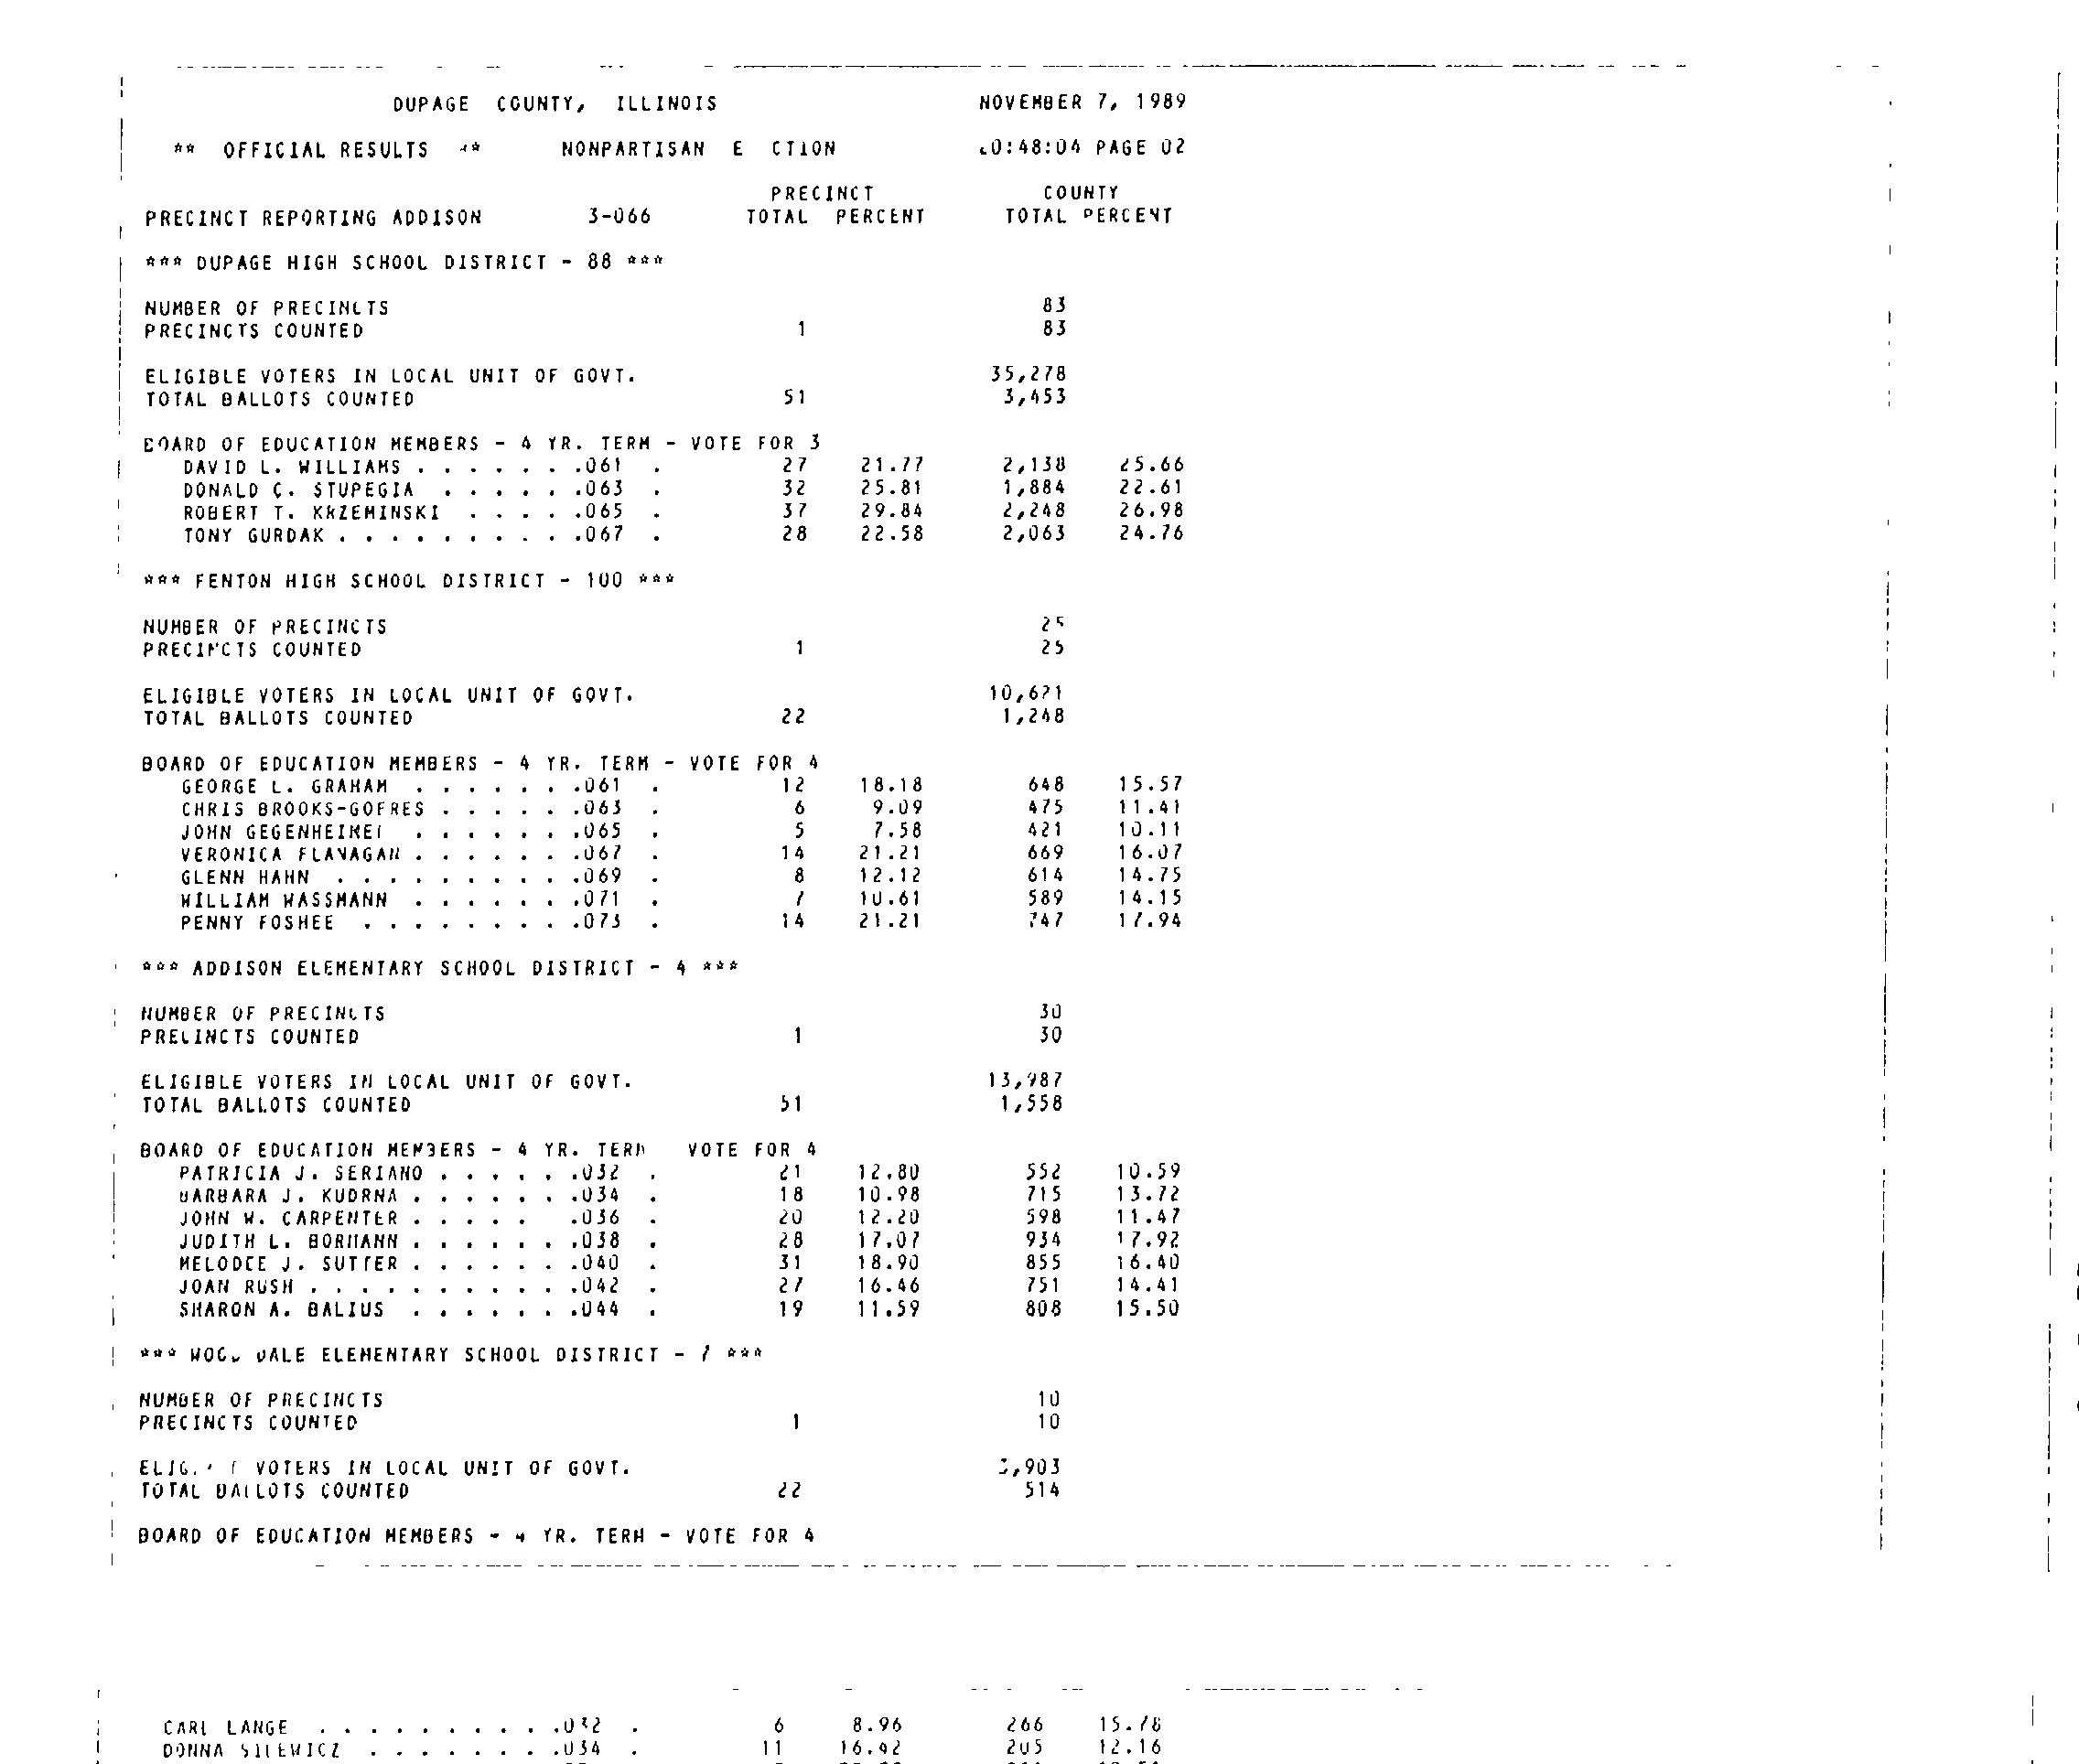 DUPAGE COUNTY, ILLINOIS NOVEMBER 7, 1989
** OFFICIAL RESULTS ** NONPARTISAN E CTION 0:48:04 PAGE 02
PRECINCT COUNTY
PRECINCT REPORTING ADDISON 3-066 TOTAL PERCENT TOTAL PERCENT
*** DUPAGE HIGH SCHOOL DISTRICT - 88 ***
NUMBER OF PRECINCTS 83
PRECINCTS COUNTED 1 83
ELIGIBLE VOTERS IN LOCAL UNIT OF GOVT. 35,278
TOTAL BALLOTS COUNTED 51 3,453
BOARD OF EDUCATION MEMBERS - 4 YR. TERM - VOTE FOR 3
DAVID L. WILLIAMS . . . . . . .061 . 27 21.77 2,138 25.66
DONALD C. STUPEGIA . . . . . .063 . 32 25.81 1,884 22.61
ROBERT T. KRZEMINSKI . . . . .065 . 37 29.84 2,248 26.98
TONY GURDAK . . . . . . . . . .067 . 28 22.58 2,063 24.76
*** FENTON HIGH SCHOOL DISTRICT - 100 ***
NUMBER OF PRECINCTS 25
PRECINCTS COUNTED 1 25
ELIGIBLE VOTERS IN LOCAL UNIT OF GOVT. 10,621
TOTAL BALLOTS COUNTED 22 1,248
BOARD OF EDUCATION MEMBERS - 4 YR. TERM - VOTE FOR 4
GEORGE L. GRAHAM . . . . . . .061 . 12 18.18 648 15.57
CHRIS BROOKS-GOERES . . . . . .063 . 6 9.09 475 11.41
JOHN GEGENHEIMER . . . . . . .065 . 5 7.58 421 10.11
VERONICA FLANAGAN . . . . . . .067 . 14 21.21 669 16.07
GLENN HAHN . . . . . . . . . .069 . 8 12.12 614 14.75
WILLIAM WASSMANN . . . . . . .071 . 7 10.61 589 14.15
PENNY FOSHEE . . . . . . . . .073 . 14 21.21 747 17.94
*** ADDISON ELEMENTARY SCHOOL DISTRICT - 4 ***
NUMBER OF PRECINCTS 30
PRECINCTS COUNTED 1 30
ELIGIBLE VOTERS IN LOCAL UNIT OF GOVT. 13,987
TOTAL BALLOTS COUNTED 51 1,558
BOARD OF EDUCATION MEMBERS - 4 YR. TERM VOTE FOR 4
PATRICIA J. SERIANO . . . . . .032 . 21 12.80 552 10.59
BARBARA J. KUDRNA . . . . . . .034 . 18 10.98 715 13.72
JOHN W. CARPENTER . . . . . .036 . 20 12.20 598 11.47
JUDITH L. BORMANN . . . . . . .038 . 28 17.07 934 17.92
MELODEE J. SUTTER . . . . . . .040 . 31 18.90 855 16.40
JOAN RUSH . . . . . . . . . . .042 . 27 16.46 751 14.41
SHARON A. BALIUS . . . . . . .044 . 19 11.59 808 15.50
*** WOOD DALE ELEMENTARY SCHOOL DISTRICT - 7 ***
NUMBER OF PRECINCTS 10
PRECINCTS COUNTED 1 10
VOTERS IN LOCAL UNIT OF GOVT. ,903
TOTAL BALLOTS COUNTED 22 514
BOARD OF EDUCATION MEMBERS - 4 YR. TERM - VOTE FOR 4
CARL LANGE . . . . . . . . . .032 . 6 8.96 266 15.78
DONNA . . . . . . . .034 . 11 16.42 205 12.16